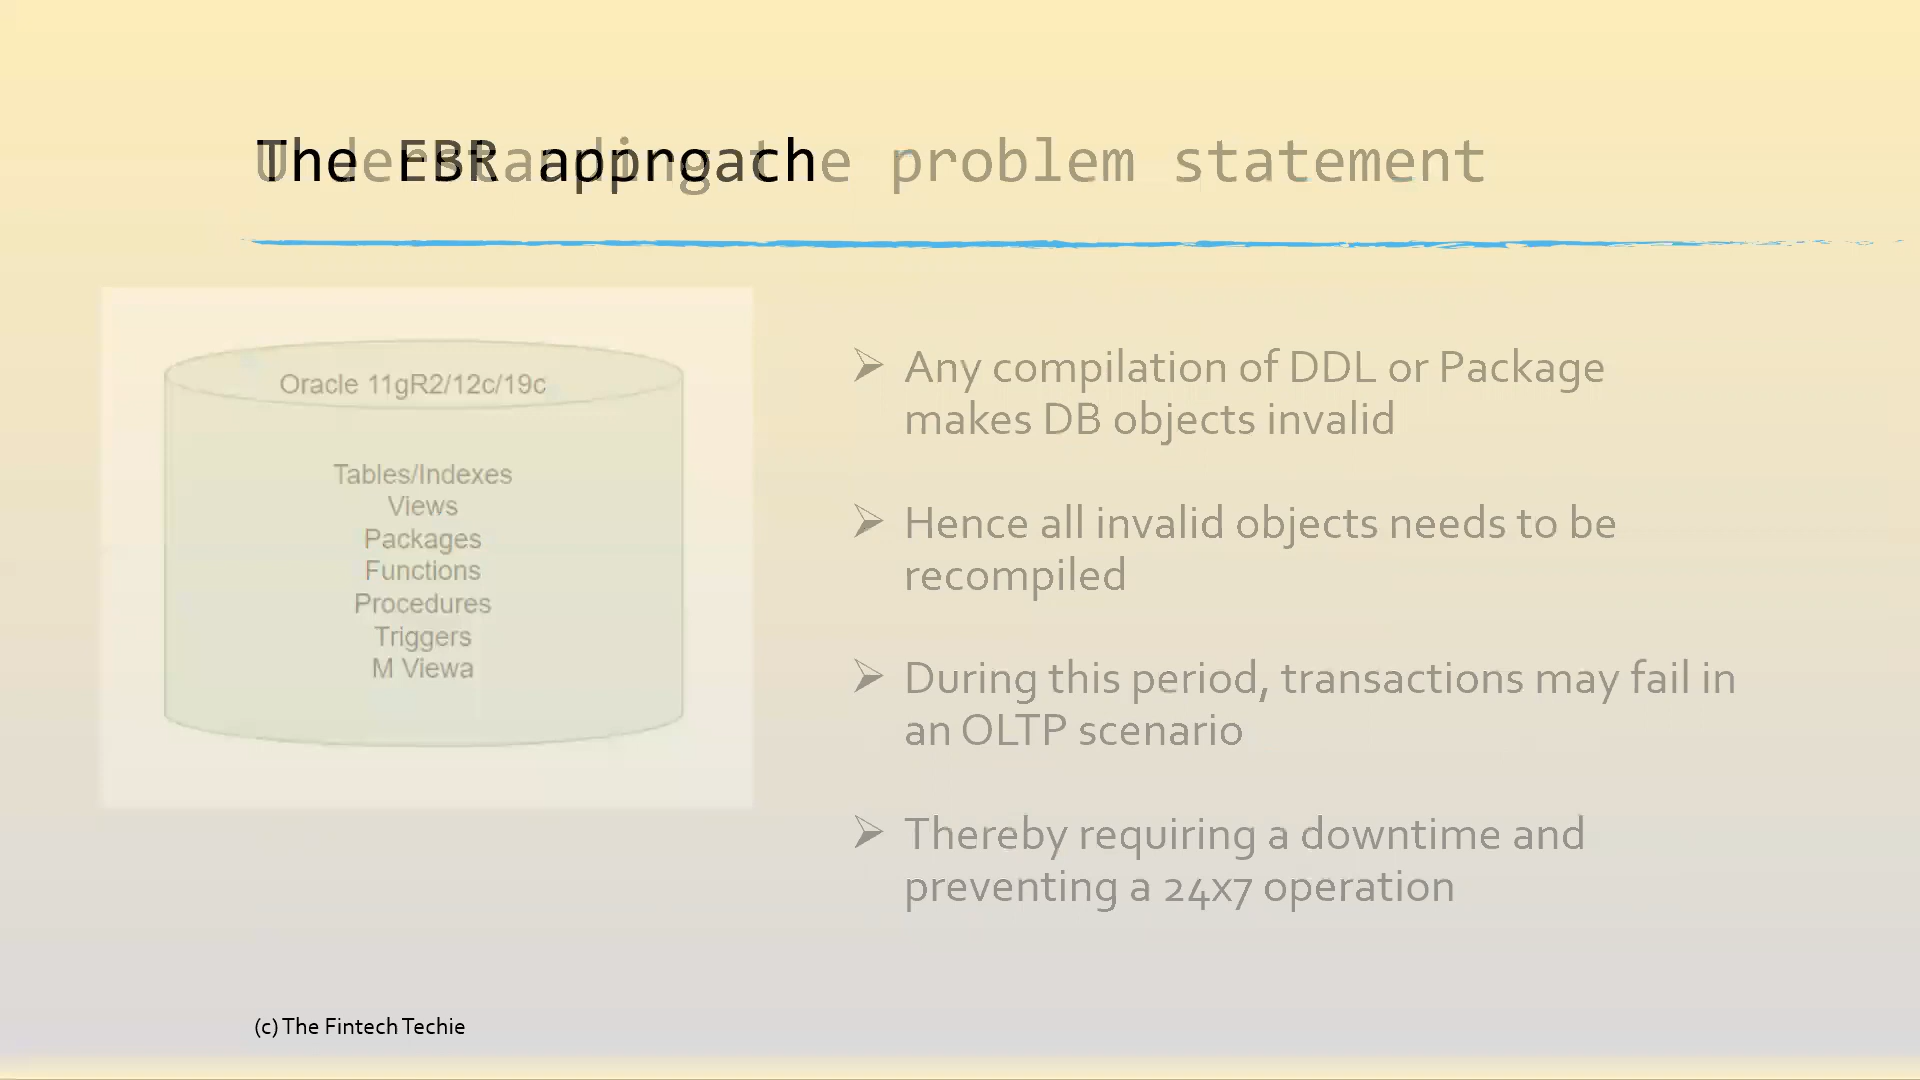 The EBR approach
Understanding the problem statement
Oracle 11gR2/12c/19c
Tables/Indexes
Views
Packages
Functions
Procedures
Triggers
M Viewa
➢ Any compilation of DDL or Package
makes DB objects invalid
➢ Hence all invalid objects needs to be
recompiled
➢ During this period, transactions may fail in
an OLTP scenario
➢ Thereby requiring a downtime and
preventing a 24x7 operation
(c) The Fintech Techie